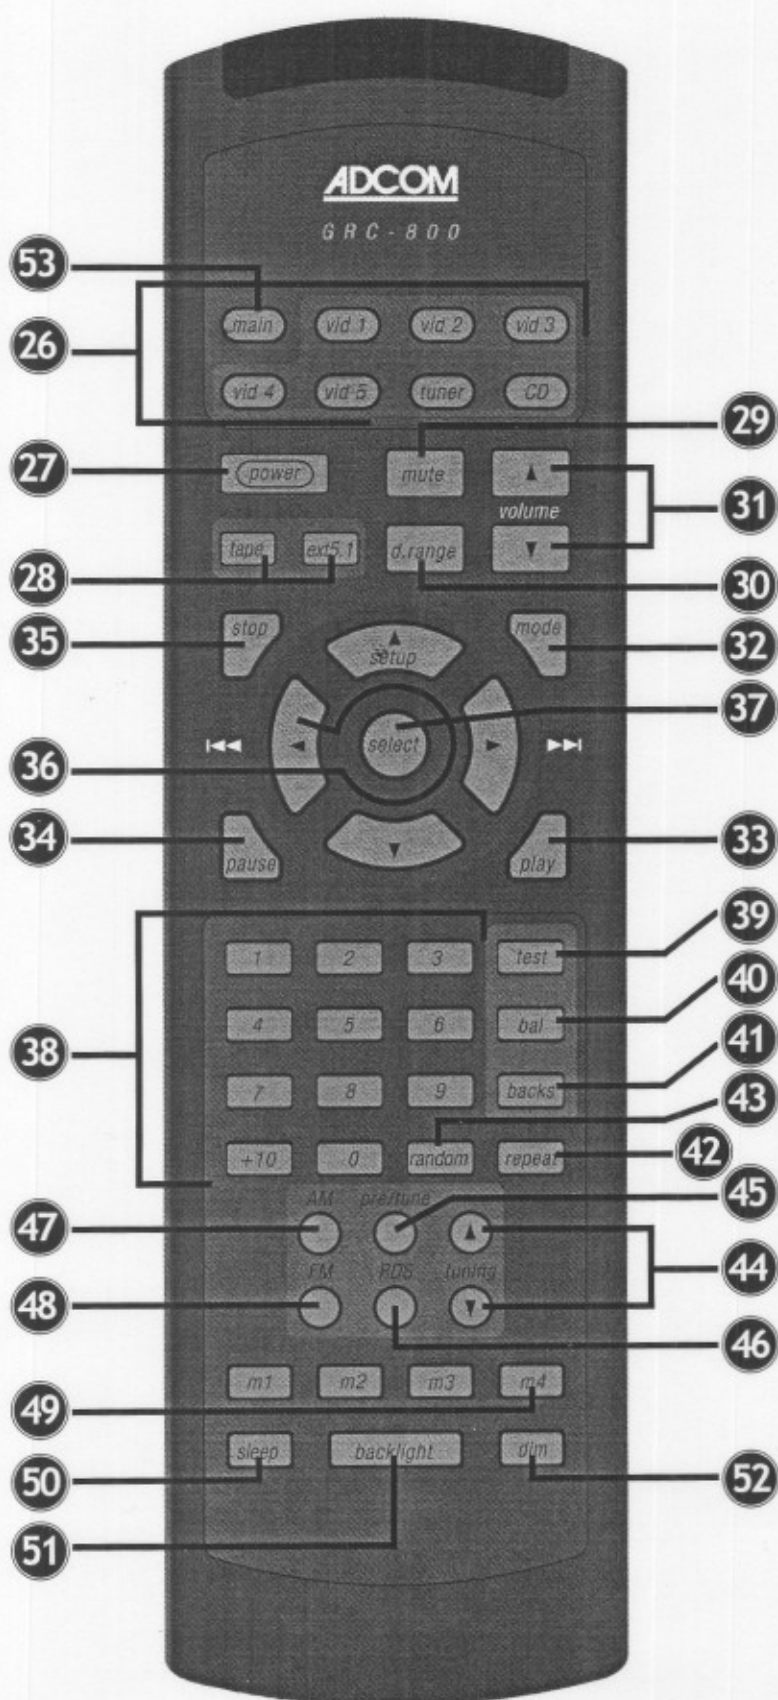 ADCOM
GRC-800
53
main vid 1 vid 2 vid 3
26
vid 4 vid 5 tuner CD
29
27
power mute ▲
volume
31
tape ext5.1 d.range ▼
28
30
35
stop ▲ setup mode
32
37
◄ select ►
36
34
pause ▼ play
33
1 2 3 test
39
4 5 6 bal
40
38
41
7 8 9 backs
43
+10 0 random repeat
42
AM pre/tune
45
47
▲
44
FM RDS tuning
48
▼
46
m1 m2 m3 m4
49
sleep backlight dim
50
52
51